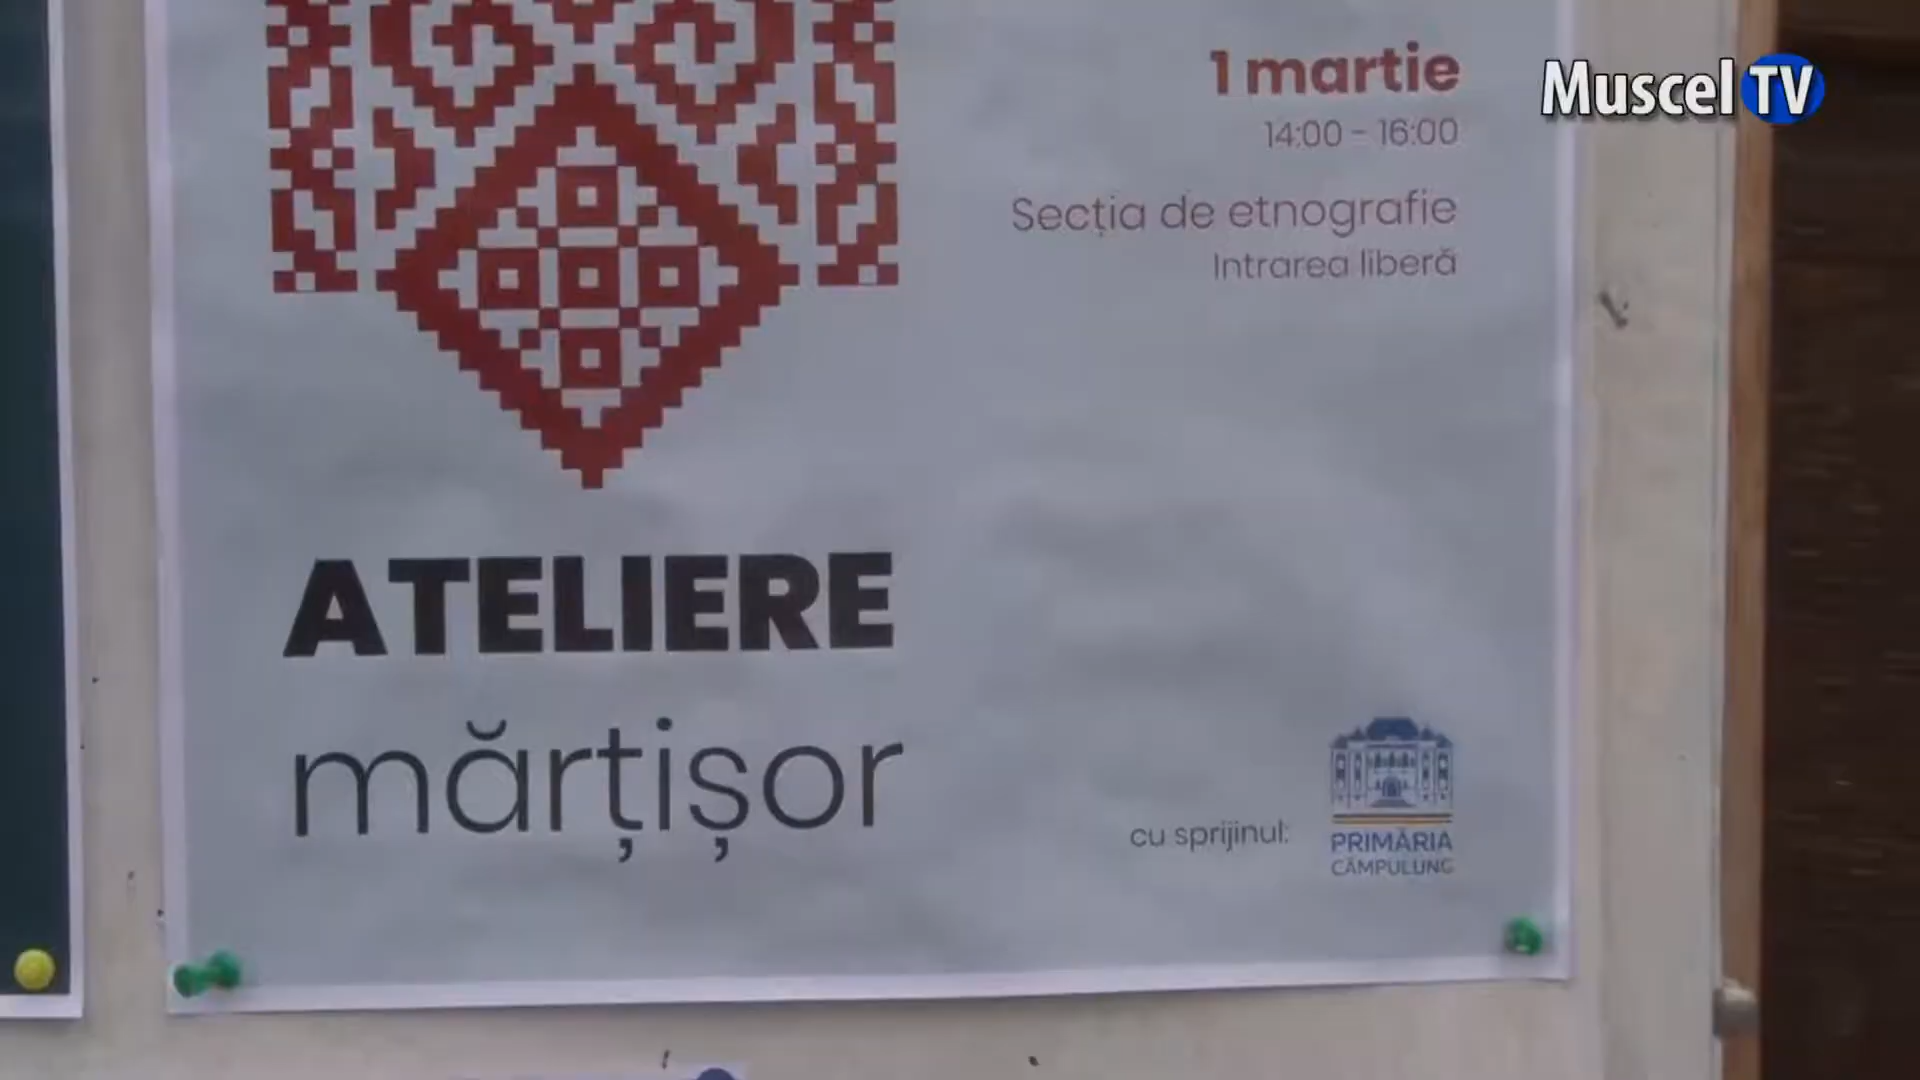 1 martie
14:00 - 16:00
Secția de etnografie
Intrarea liberă
Muscel TV
ATELIERE
mărțișor
cu sprijinul:
PRIMĂRIA
CÂMPULUNG